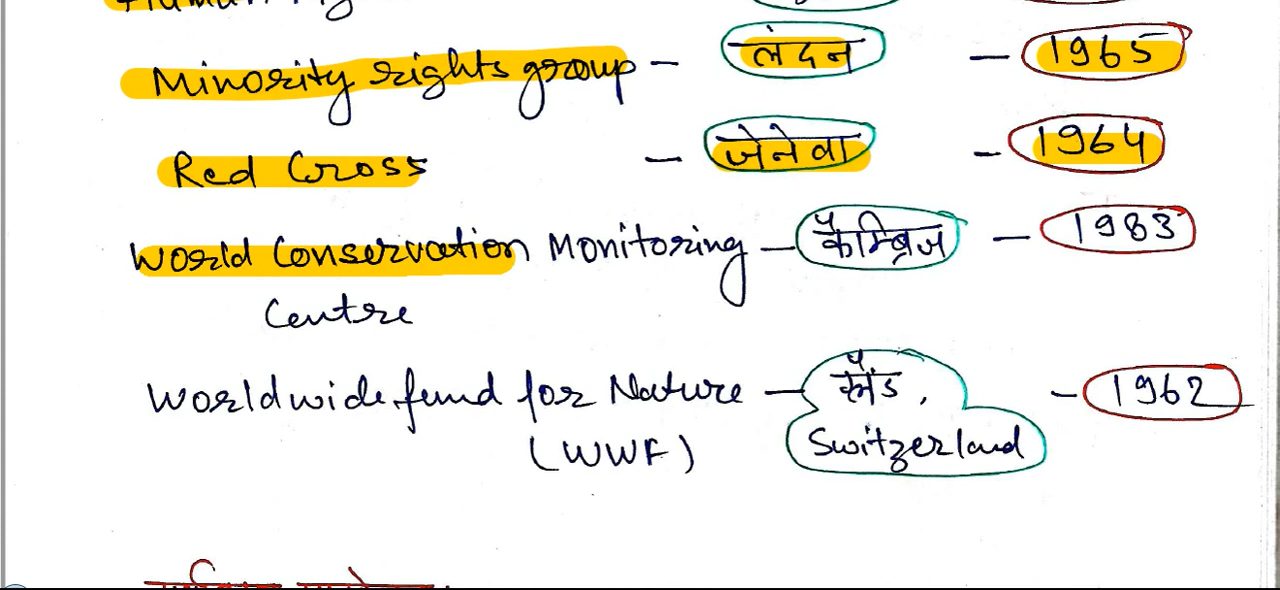 Minority rights group - लंदन - 1965
Red Cross - जेनेवा - 1964
World Conservation Monitoring - कैम्ब्रिज - 1983
Centre
Worldwide fund for Nature - , - 1962
(WWF) Switzerland